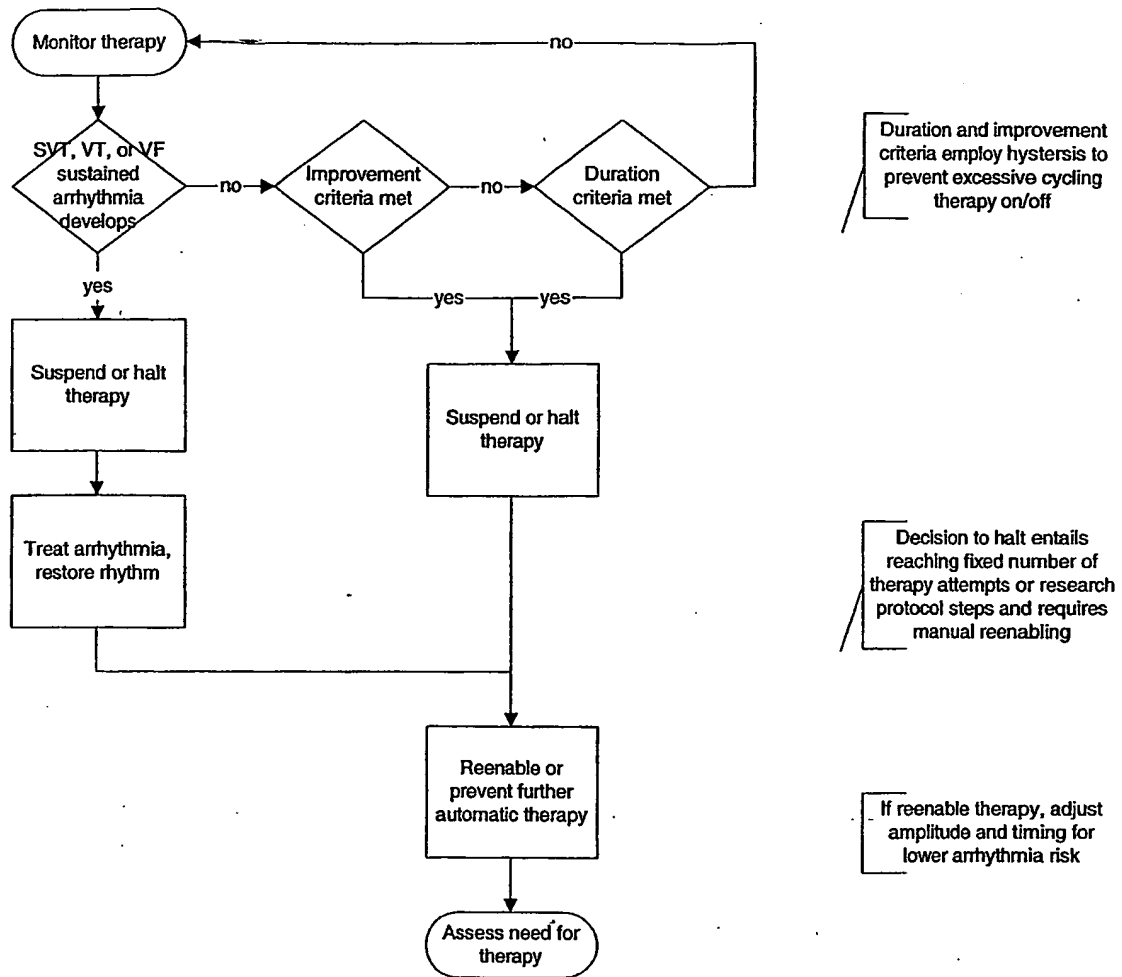 Monitor therapy
no
SVT, VT, or VF
sustained
arrhythmia
develops
no
Improvement
criteria met
no
Duration
criteria met
Duration and improvement
criteria employ hystersis to
prevent excessive cycling
therapy on/off
yes
yes
yes
Suspend or halt
therapy
Suspend or halt
therapy
Treat arrhythmia,
restore rhythm
Decision to halt entails
reaching fixed number of
therapy attempts or research
protocol steps and requires
manual reenabling
Reenable or
prevent further
automatic therapy
If reenable therapy, adjust
amplitude and timing for
lower arrhythmia risk
Assess need for
therapy